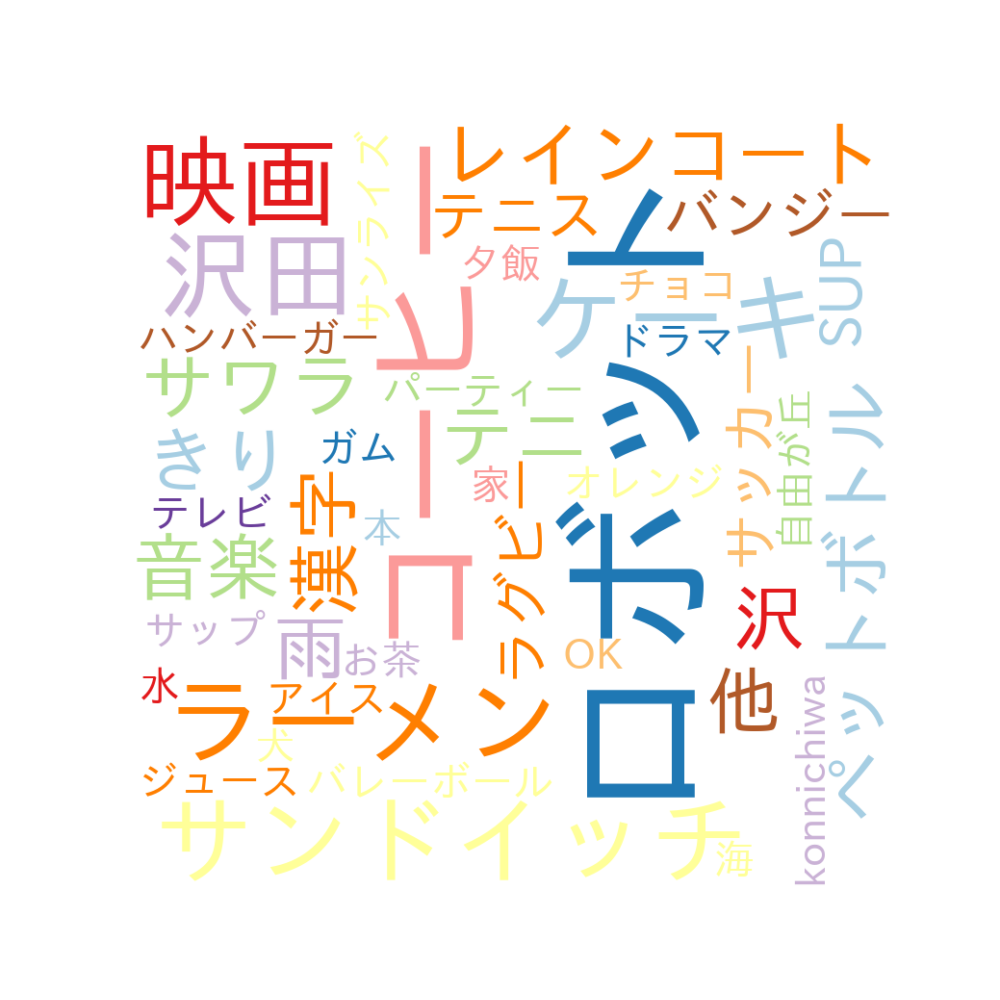 映画
サンライズ
レインコート
テニス
バンジー
沢田
コーヒー
夕飯
ケーキ
チョコ
SUP
ハンバーガー
ドラマ
サワラ
パーティー
ロボット
テニ
サッカー
自由が丘
ペットボトル
きり
ガム
家
オレンジ
テレビ
漢字
本
ラグビー
音楽
サップ
雨
お茶
OK
沢
他
水
ラーメン
アイス
犬
konnichiwa
ジュース
バレーボール
サンドイッチ
海